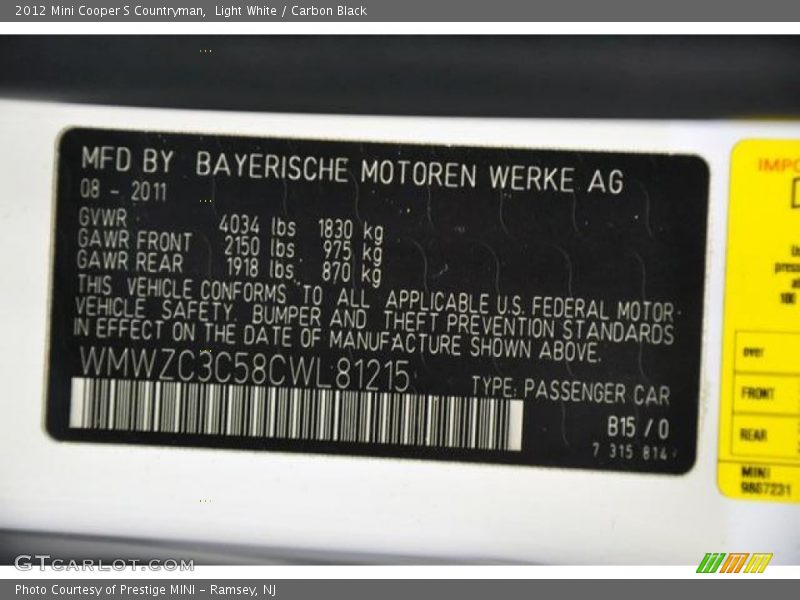 2012 Mini Cooper S Countryman, Light White / Carbon Black
MFD BY BAYERISCHE MOTOREN WERKE AG
08 - 2011
GVWR 4034 lbs 1830 kg
GAWR FRONT 2150 lbs 975 kg
GAWR REAR 1918 lbs 870 kg
THIS VEHICLE CONFORMS TO ALL APPLICABLE U.S. FEDERAL MOTOR-
VEHICLE SAFETY, BUMPER AND THEFT PREVENTION STANDARDS
IN EFFECT ON THE DATE OF MANUFACTURE SHOWN ABOVE.
WMWZC3C58CWL81215
TYPE: PASSENGER CAR
B15 / 0
7 315 814
IMPO
over
FRONT
REAR
MINI
9807231
GTCARLOT.COM
Photo Courtesy of Prestige MINI - Ramsey, NJ